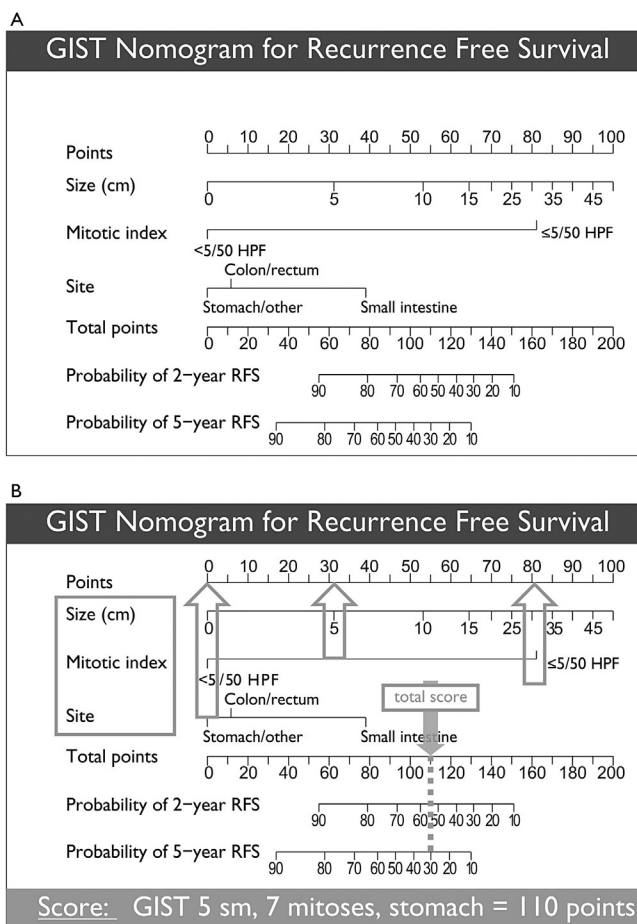 A
GIST Nomogram for Recurrence Free Survival
0 10 20 30 40 50 60 70 80 90 100
Points
Size (cm)
0 5 10 15 20 25 30 35 45
Mitotic index
<5/50 HPF
≤5/50 HPF
Colon/rectum
Site
Stomach/other Small intestine
Total points
0 20 40 60 80 100 120 140 160 180 200
Probability of 2-year RFS
90 80 70 60 50 40 30 20 10
Probability of 5-year RFS
90 80 70 60 50 40 30 20 10
B
GIST Nomogram for Recurrence Free Survival
0 10 20 30 40 50 60 70 80 90 100
Points
Size (cm)
0 5 10 15 20 25 30 35 45
Mitotic index
<5/50 HPF
≤5/50 HPF
Colon/rectum
total score
Site
Stomach/other Small intestine
Total points
0 20 40 60 80 100 120 140 160 180 200
Probability of 2-year RFS
90 80 70 60 50 40 30 20 10
Probability of 5-year RFS
90 80 70 60 50 40 30 20 10
Score: GIST 5 sm, 7 mitoses, stomach = 110 points